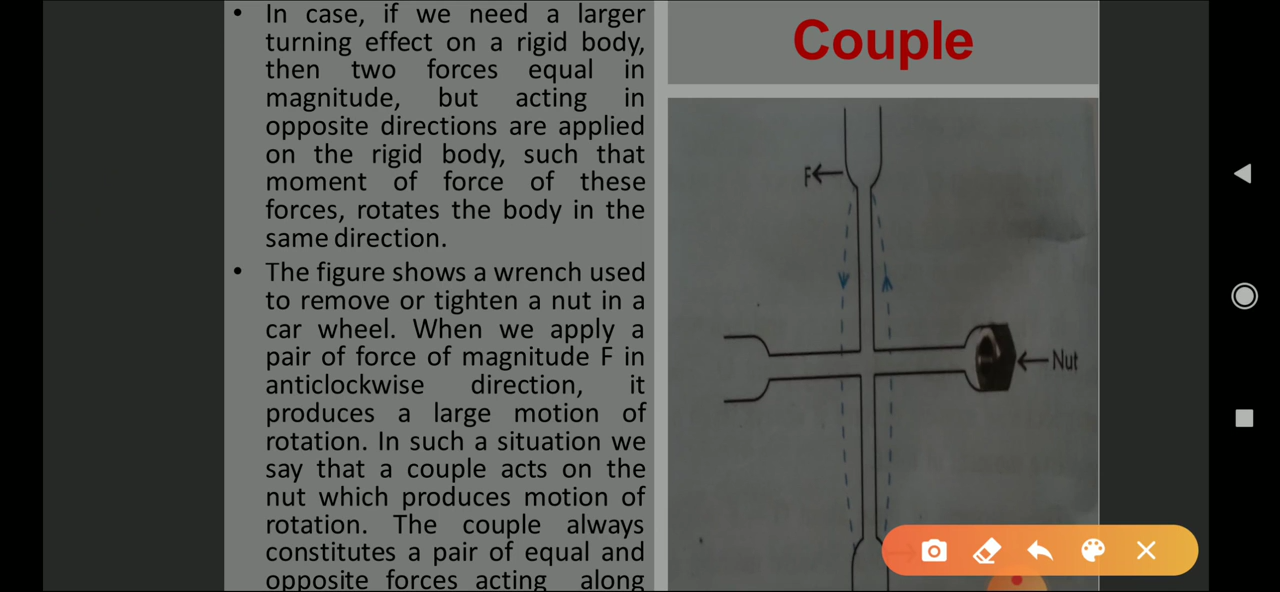 • In case, if we need a larger
turning effect on a rigid body,
then two forces equal in
magnitude, but acting in
opposite directions are applied
on the rigid body, such that
moment of force of these
forces, rotates the body in the
same direction.
• The figure shows a wrench used
to remove or tighten a nut in a
car wheel. When we apply a
pair of force of magnitude F in
anticlockwise direction, it
produces a large motion of
rotation. In such a situation we
say that a couple acts on the
nut which produces motion of
rotation. The couple always
constitutes a pair of equal and
opposite forces acting along
Couple
F
Nut